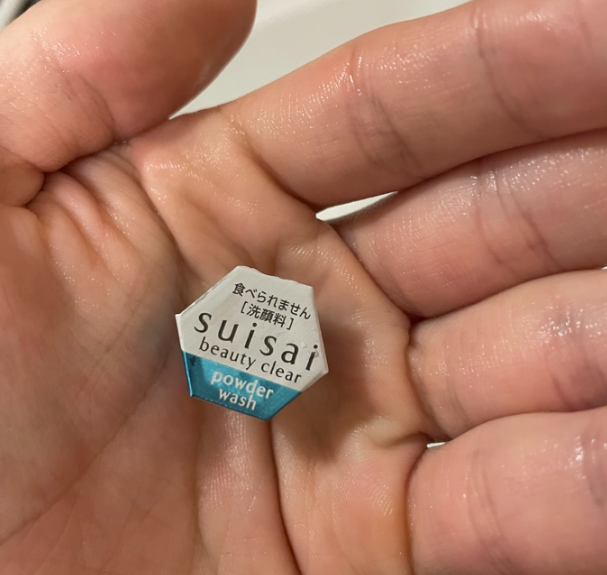 食べられません
[洗顔料]
suisai
beauty clear
powder
wash